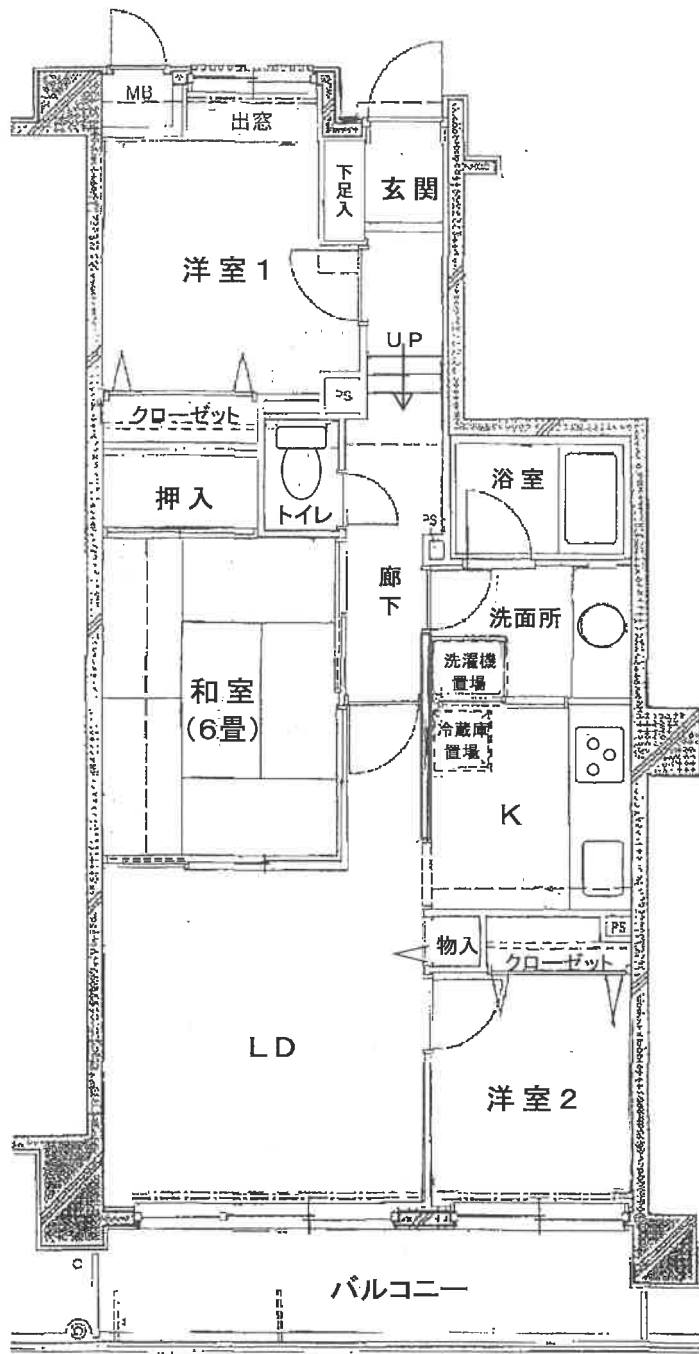 MB
出窓
下足入
玄関
洋室1
UP
PS
クローゼット
押入
トイレ
浴室
PS
廊下
洗面所
洗濯機
置場
和室
(6畳)
冷蔵庫
置場
K
物入
PS
クローゼット
LD
洋室2
バルコニー